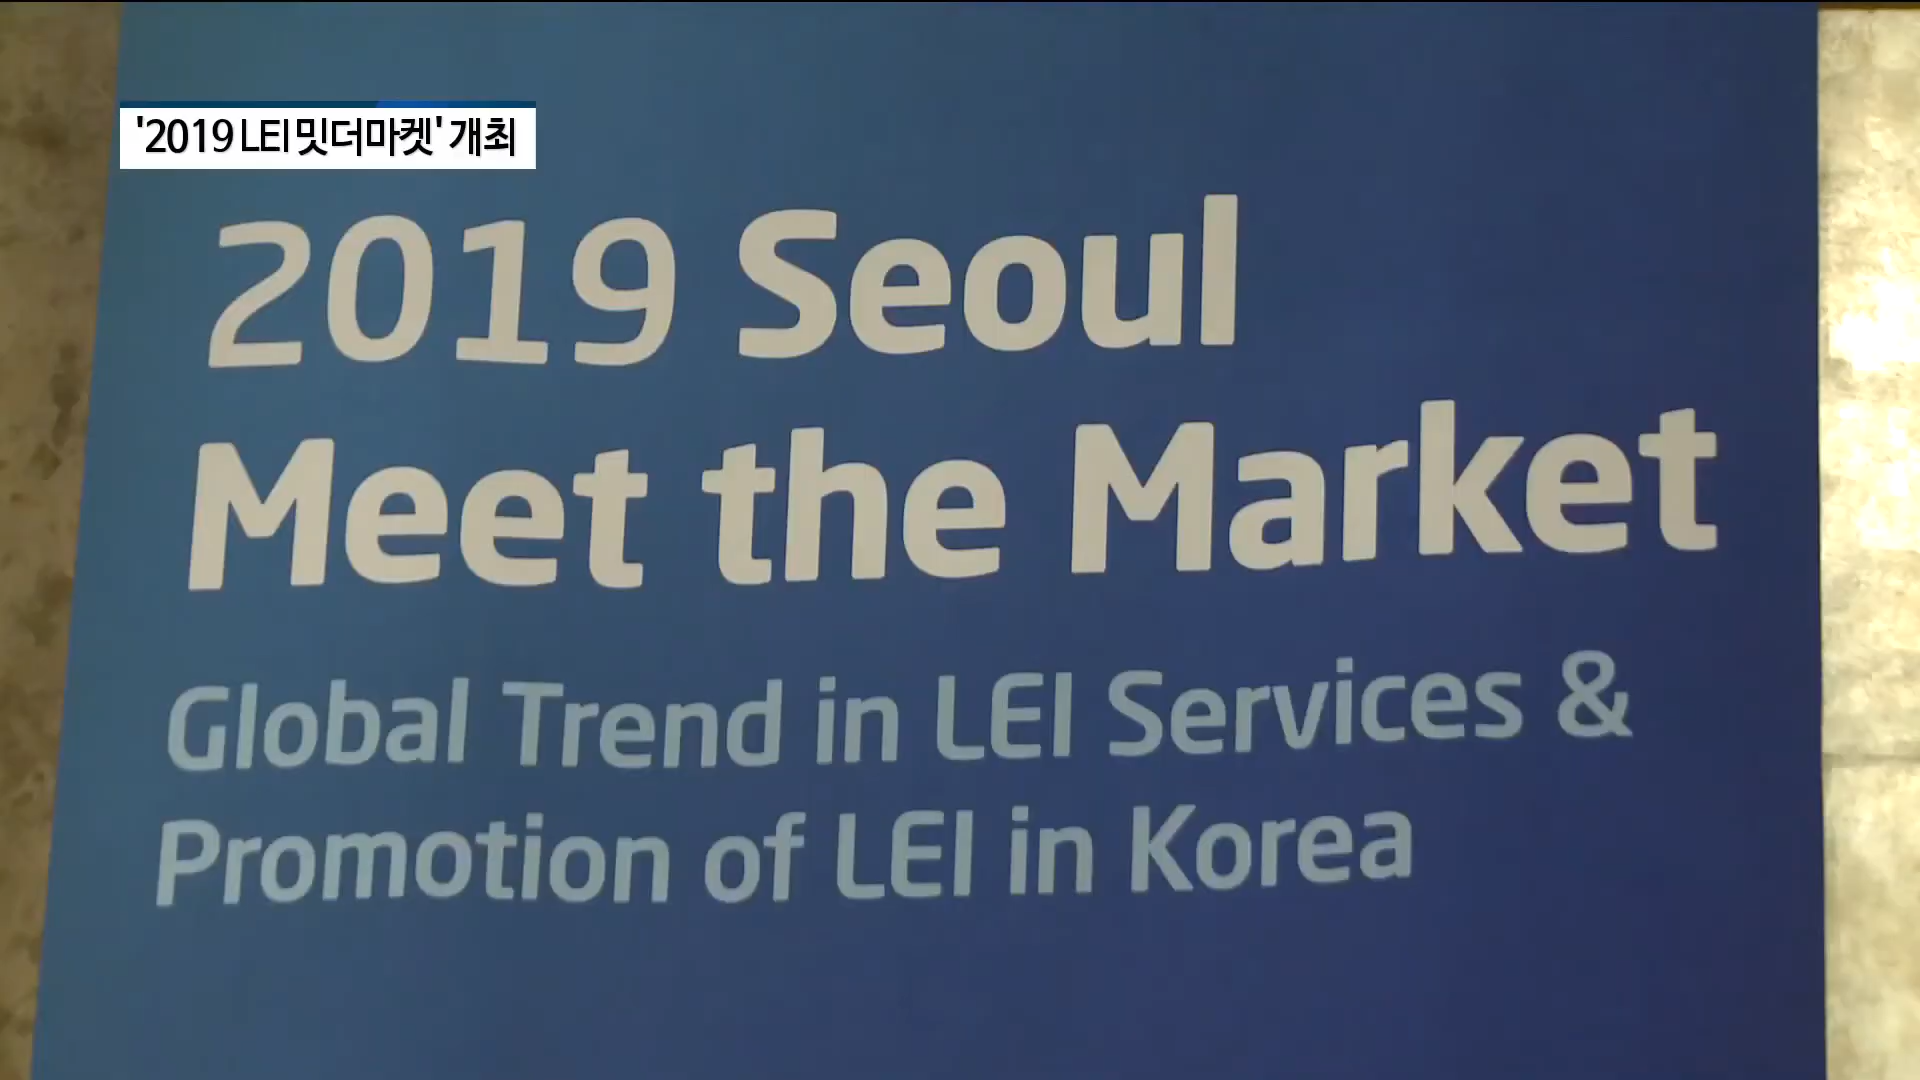 '2019 LEI 밋더마켓' 개최
2019 Seoul
Meet the Market
Global Trend in LEI Services &
Promotion of LEI in Korea